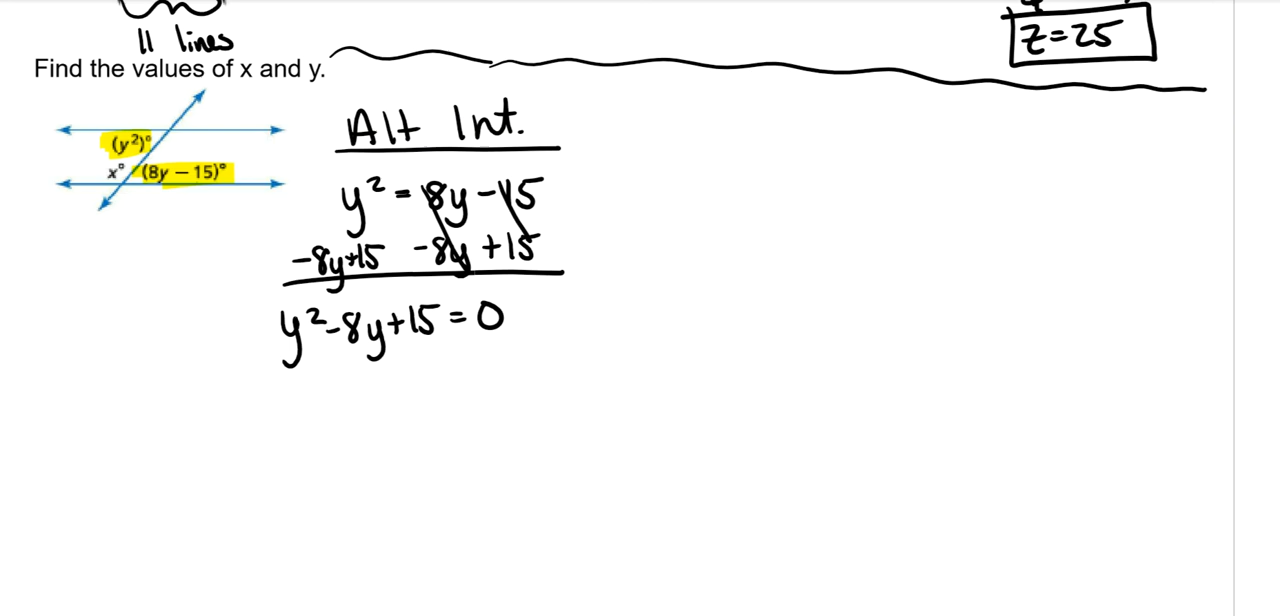 || lines
z=25
Find the values of x and y.
Alt Int.
(y²)°
x° (8y – 15)°
y² = 8y -15
-8y+15 -8y +15
y²-8y+15=0